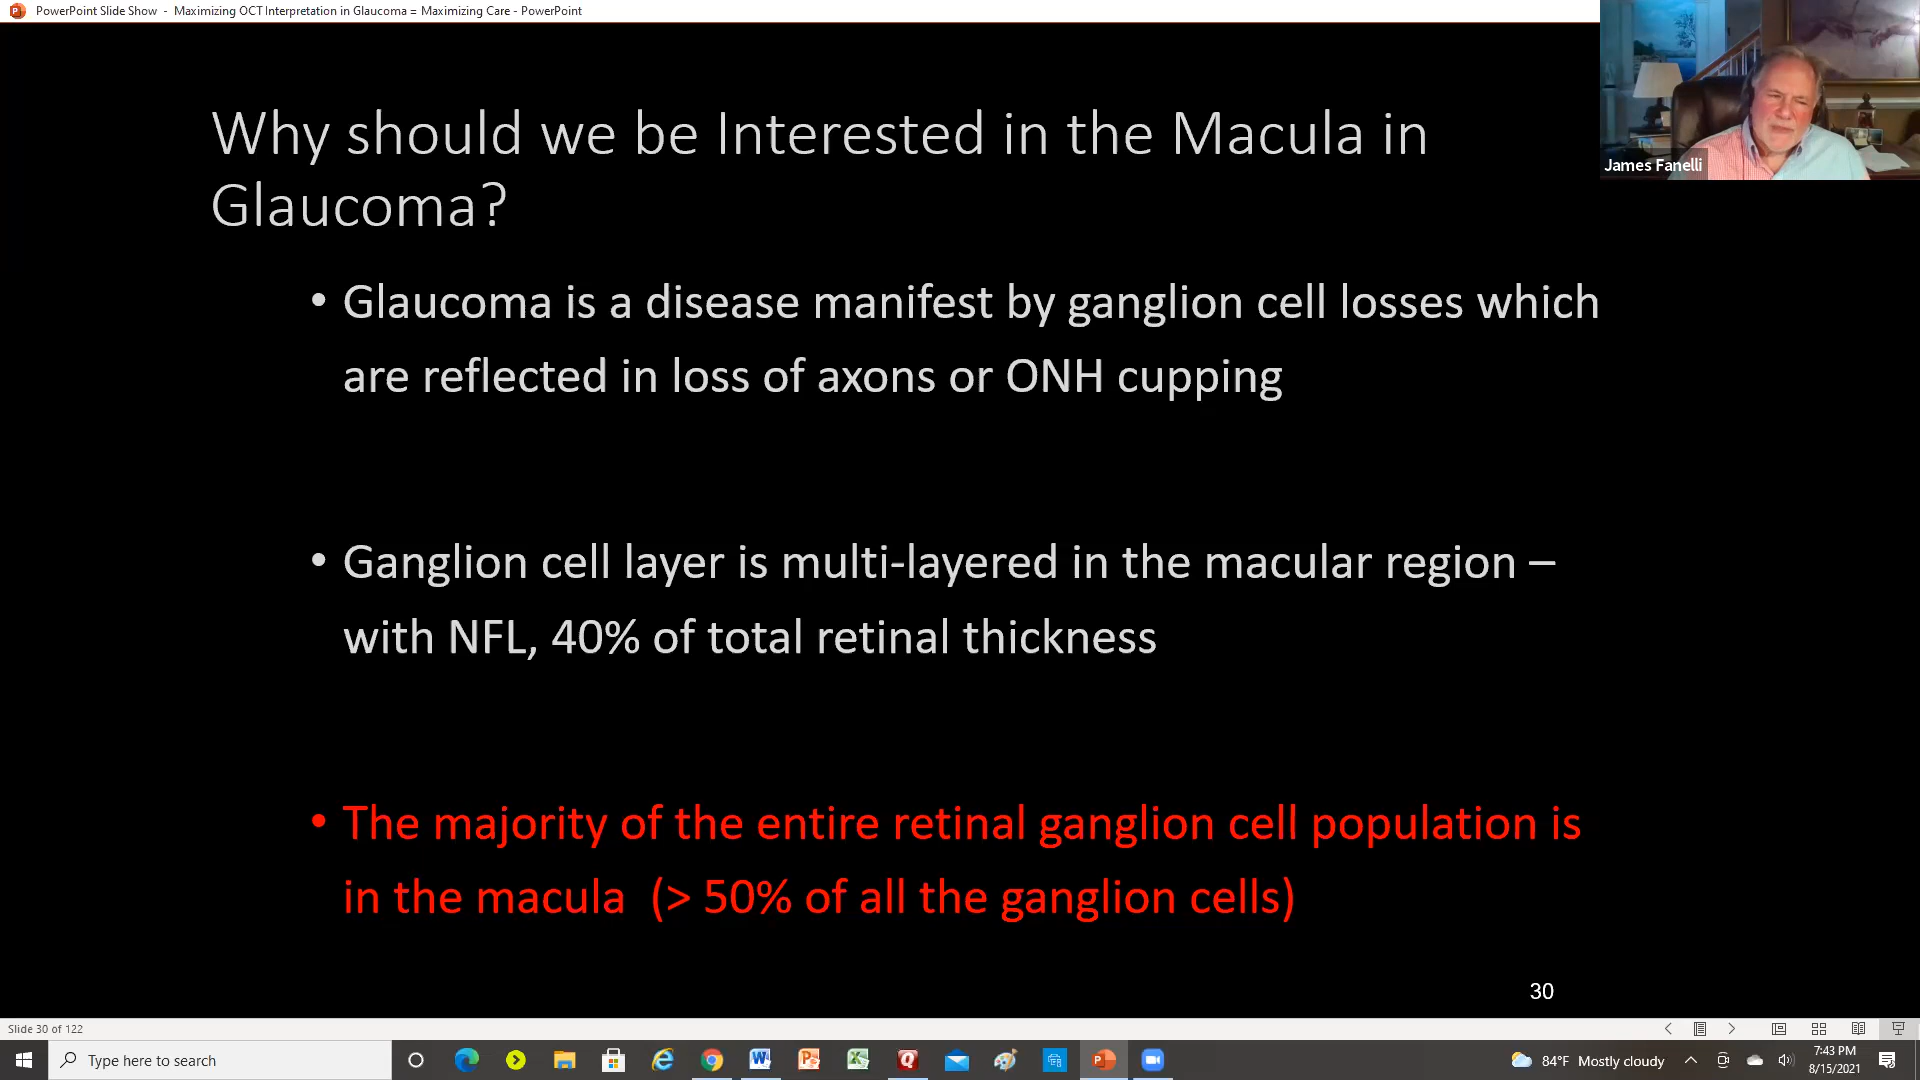 PowerPoint Slide Show - Maximizing OCT Interpretation in Glaucoma = Maximizing Care - PowerPoint
James Fanelli
Why should we be Interested in the Macula in
Glaucoma?
• Glaucoma is a disease manifest by ganglion cell losses which
are reflected in loss of axons or ONH cupping
• Ganglion cell layer is multi-layered in the macular region –
with NFL, 40% of total retinal thickness
• The majority of the entire retinal ganglion cell population is
in the macula (> 50% of all the ganglion cells)
30
Slide 30 of 122
Type here to search
84°F Mostly cloudy
7:43 PM
8/15/2021